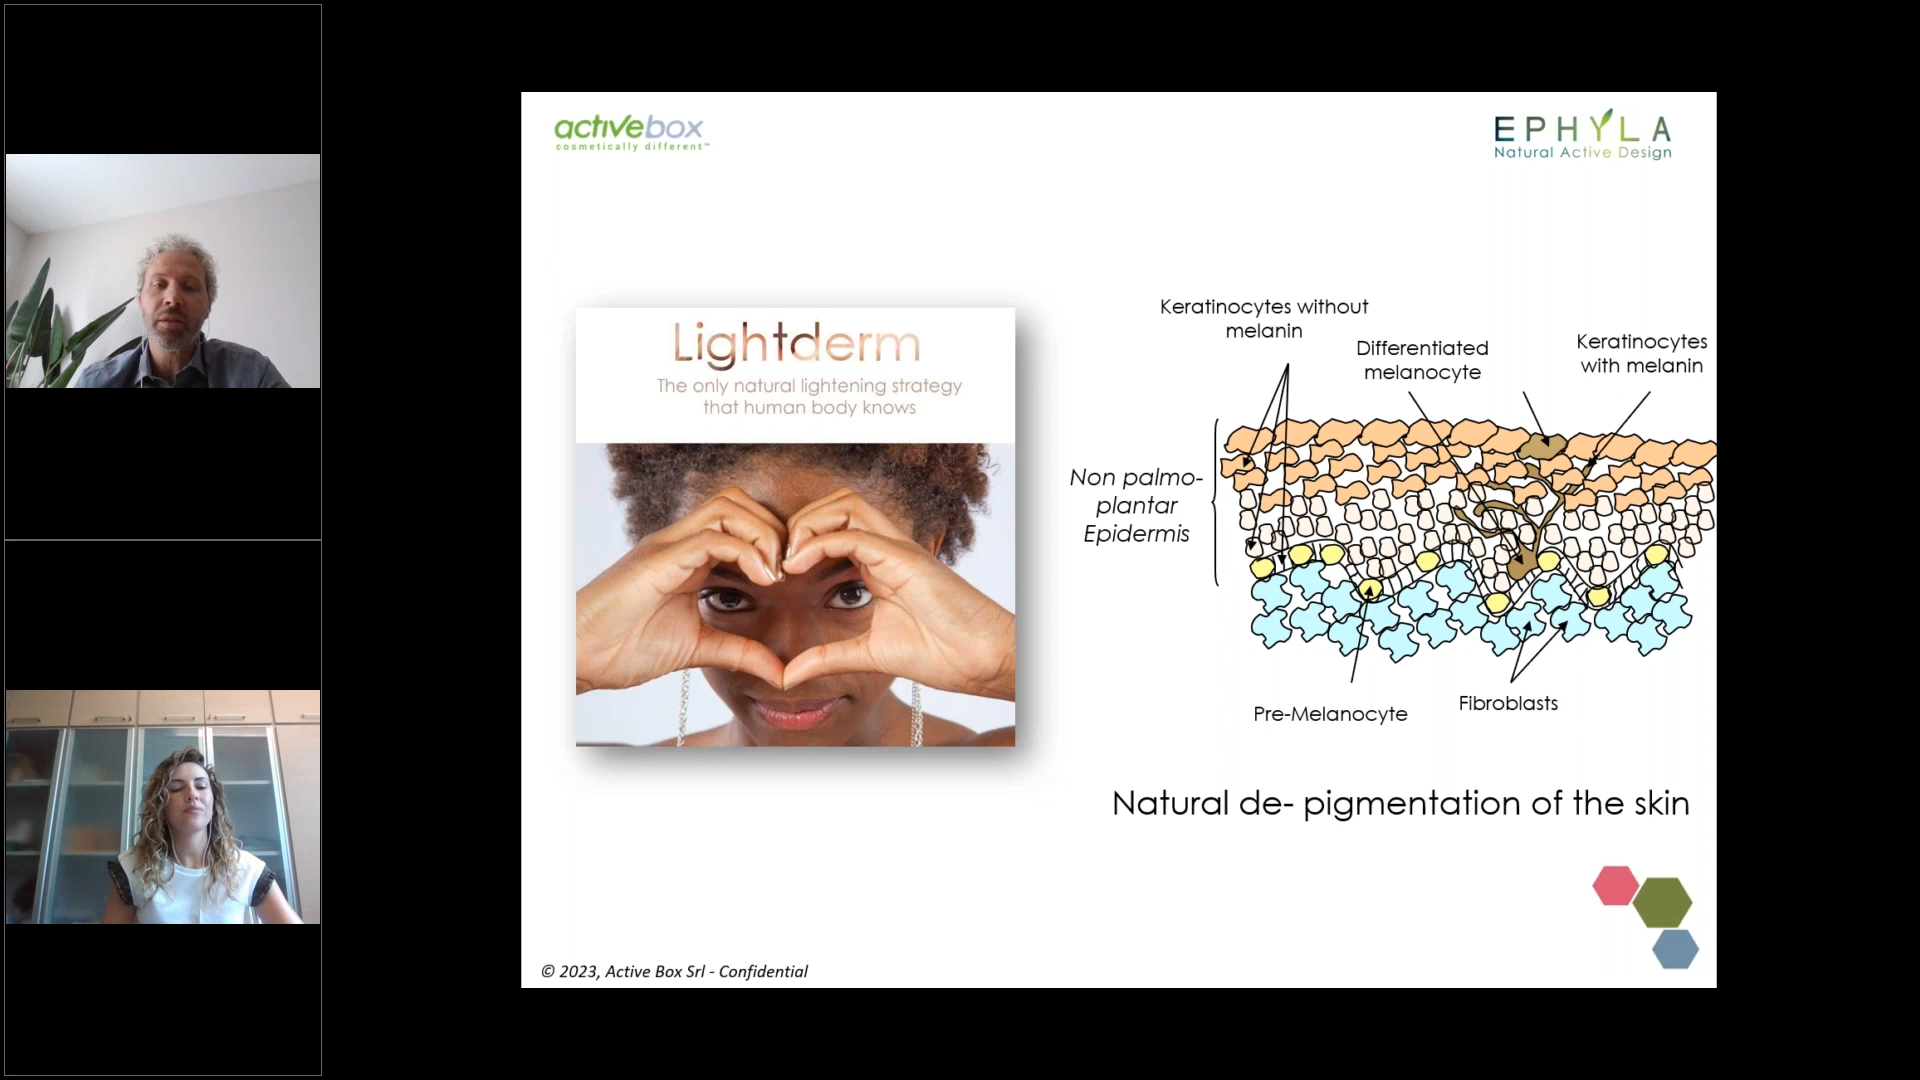 activebox
cosmetically different™
EPHYLA
Natural Active Design
Lightderm
The only natural lightening strategy
that human body knows
Keratinocytes without
melanin
Differentiated
melanocyte
Keratinocytes
with melanin
Non palmo-
plantar
Epidermis
Pre-Melanocyte
Fibroblasts
Natural de- pigmentation of the skin
© 2023, Active Box Srl - Confidential